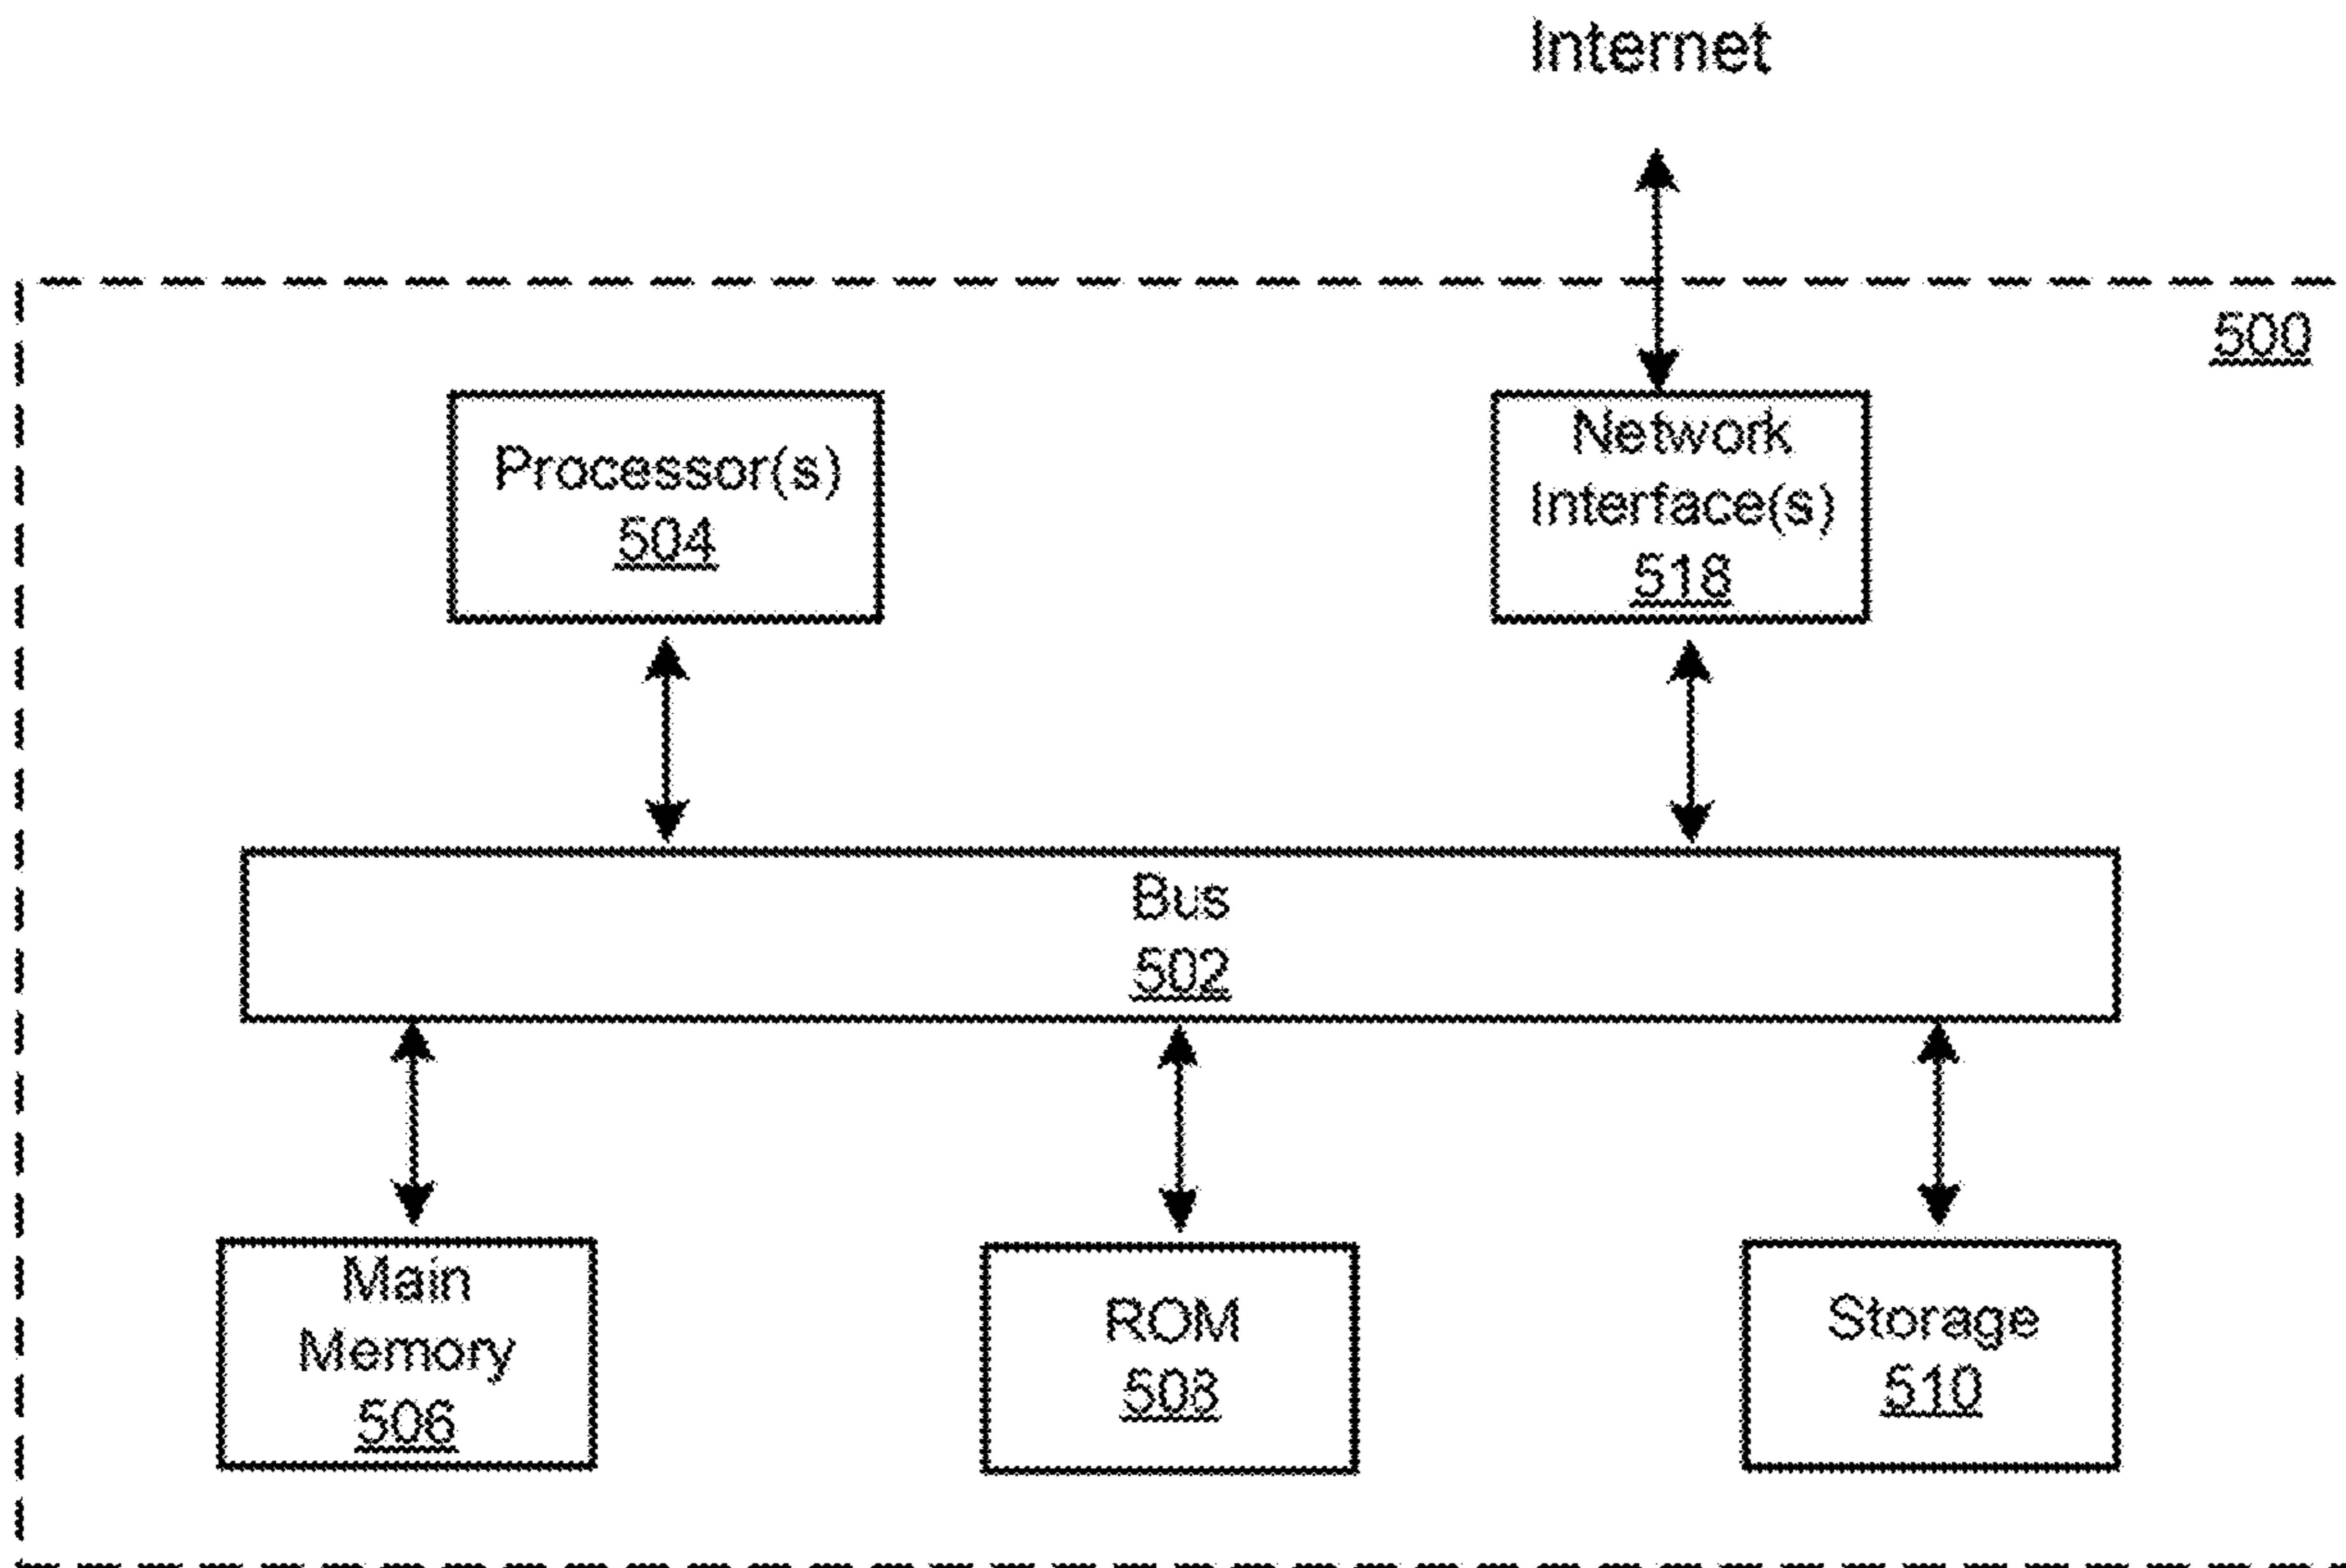 Internet
500
Processor(s)
504
Network
Interface(s)
518
Bus
502
Main
Memory
506
ROM
508
Storage
510